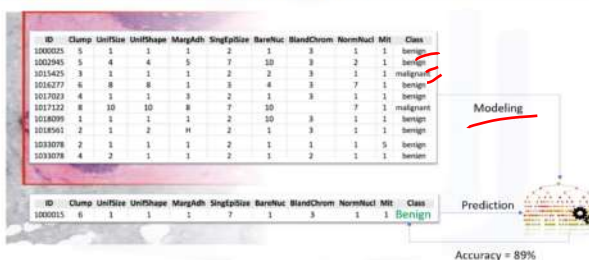 ID Clump UnifSize UnifShape MargAdh SingEpiSize BareNuc BlandChrom NormNucl Mit Class
1000025 5 1 1 1 2 1 3 1 1 benign
1002945 5 4 4 5 7 10 3 2 1 benign
1015425 3 1 1 1 2 2 3 1 1 malignant
1016277 6 8 8 1 3 4 3 7 1 benign
1017023 4 1 1 3 2 1 3 1 1 benign
1017122 8 10 10 8 7 10 7 1 malignant
1018099 1 1 1 1 2 10 3 1 1 benign
1018561 2 1 2 H 2 1 3 1 1 benign
1033078 2 1 1 1 2 1 1 1 5 benign
1033078 4 2 1 1 2 1 2 1 1 benign
Modeling
ID Clump UnifSize UnifShape MargAdh SingEpiSize BareNuc BlandChrom NormNucl Mit Class
1000015 6 1 1 1 7 1 3 1 1 Benign
Prediction
Accuracy = 89%